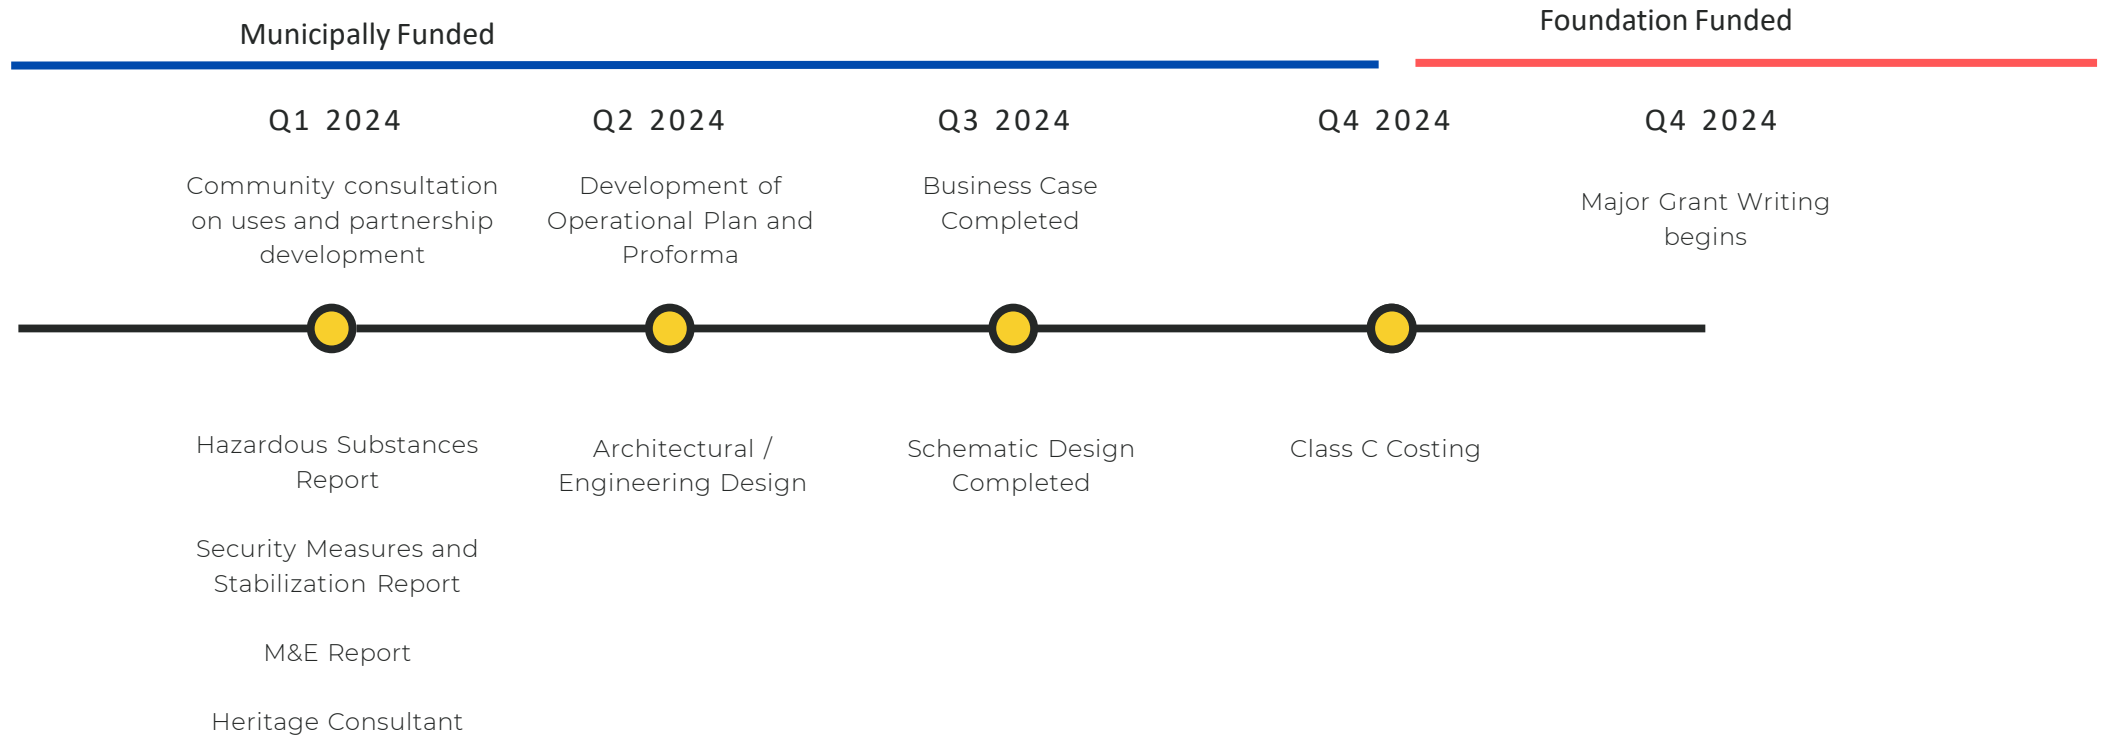 Municipally Funded
Foundation Funded
Q1 2024
Q2 2024
Q3 2024
Q4 2024
Q4 2024
Community consultation
on uses and partnership
development
Development of
Operational Plan and
Proforma
Business Case
Completed
Major Grant Writing
begins
Hazardous Substances
Report
Security Measures and
Stabilization Report
M&E Report
Heritage Consultant
Architectural /
Engineering Design
Schematic Design
Completed
Class C Costing